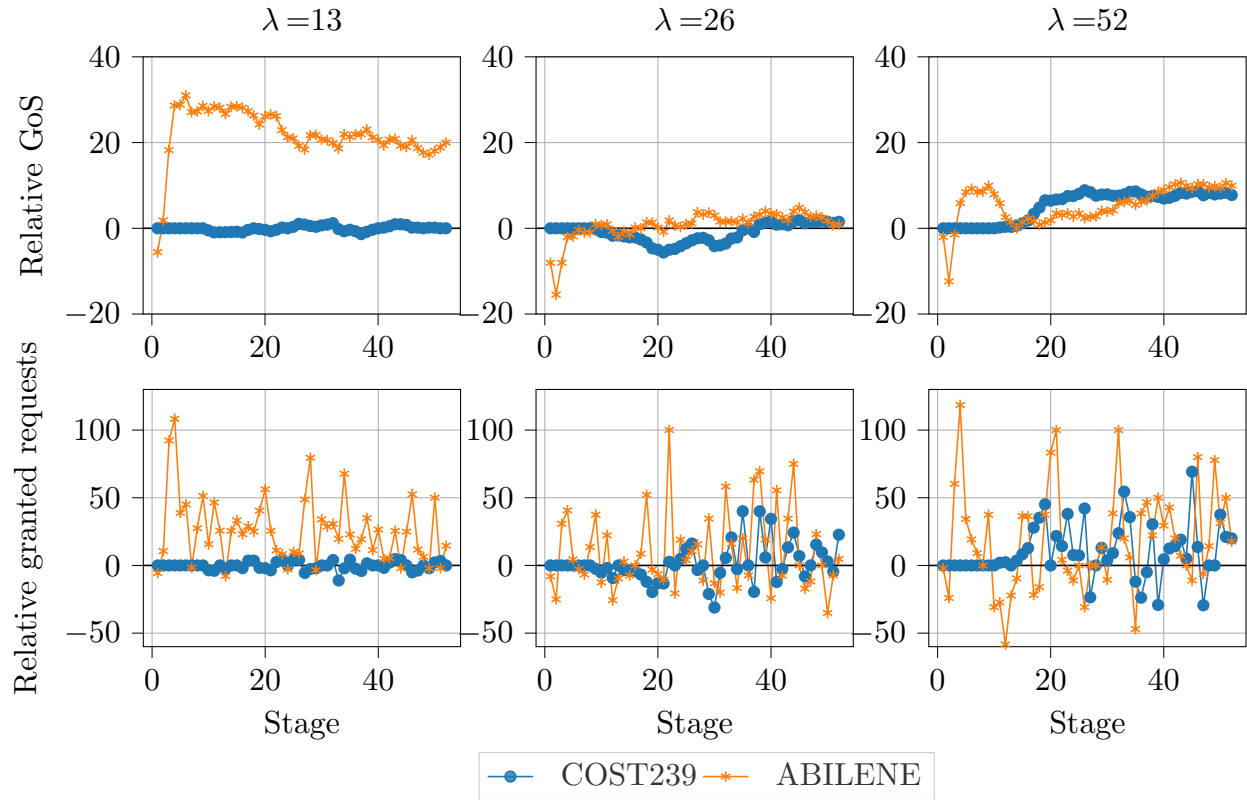 λ =13 λ =26 λ =52
Relative GoS
40 40 40
20 20 20
0 0 0
−20 −20 −20
0 20 40 0 20 40 0 20 40
Relative granted requests
100 100 100
50 50 50
0 0 0
−50 −50 −50
0 20 40 0 20 40 0 20 40
Stage Stage Stage
COST239 ABILENE